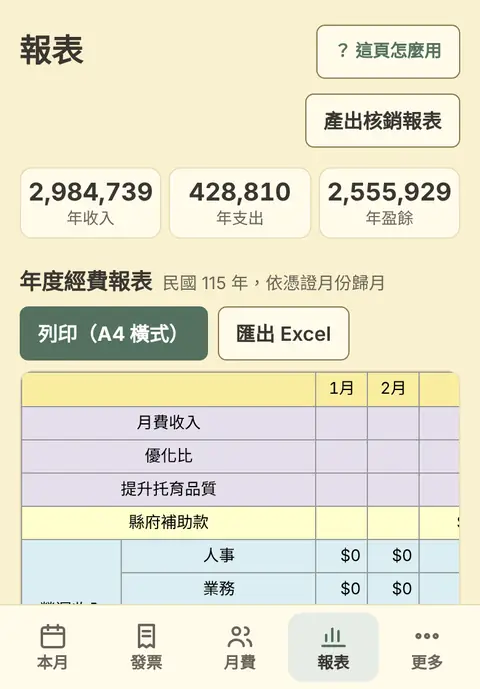 報表
? 這頁怎麼用
產出核銷報表
2,984,739 428,810 2,555,929
年收入 年支出 年盈餘
年度經費報表 民國 115 年，依憑證月份歸月
列印（A4 橫式） 匯出 Excel
1月 2月
月費收入
優化比
提升托育品質
縣府補助款
人事 $0 $0
業務 $0 $0
本月 發票 月費 報表 更多